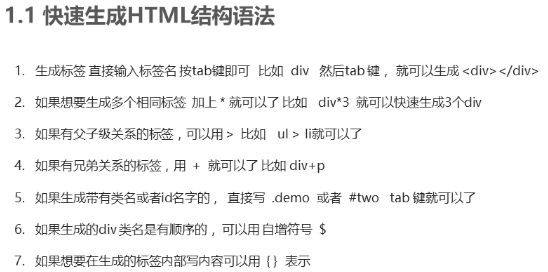 1.1 快速生成HTML结构语法
1. 生成标签 直接输入标签名 按tab键即可 比如 div 然后tab 键， 就可以生成 <div></div>
2. 如果想要生成多个相同标签 加上 * 就可以了 比如 div*3 就可以快速生成3个div
3. 如果有父子级关系的标签，可以用 > 比如 ul > li就可以了
4. 如果有兄弟关系的标签，用 + 就可以了 比如 div+p
5. 如果生成带有类名或者id名字的， 直接写 .demo 或者 #two tab 键就可以了
6. 如果生成的div 类名是有顺序的， 可以用 自增符号 $
7. 如果想要在生成的标签内部写内容可以用 { } 表示